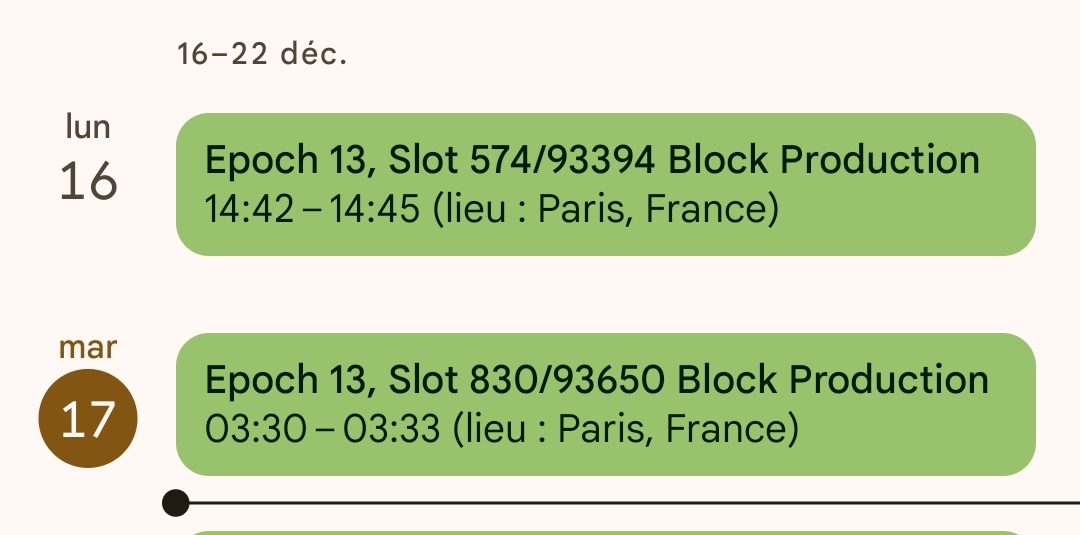 16–22 déc.
lun
16
Epoch 13, Slot 574/93394 Block Production
14:42 – 14:45 (lieu : Paris, France)
mar
17
Epoch 13, Slot 830/93650 Block Production
03:30 – 03:33 (lieu : Paris, France)